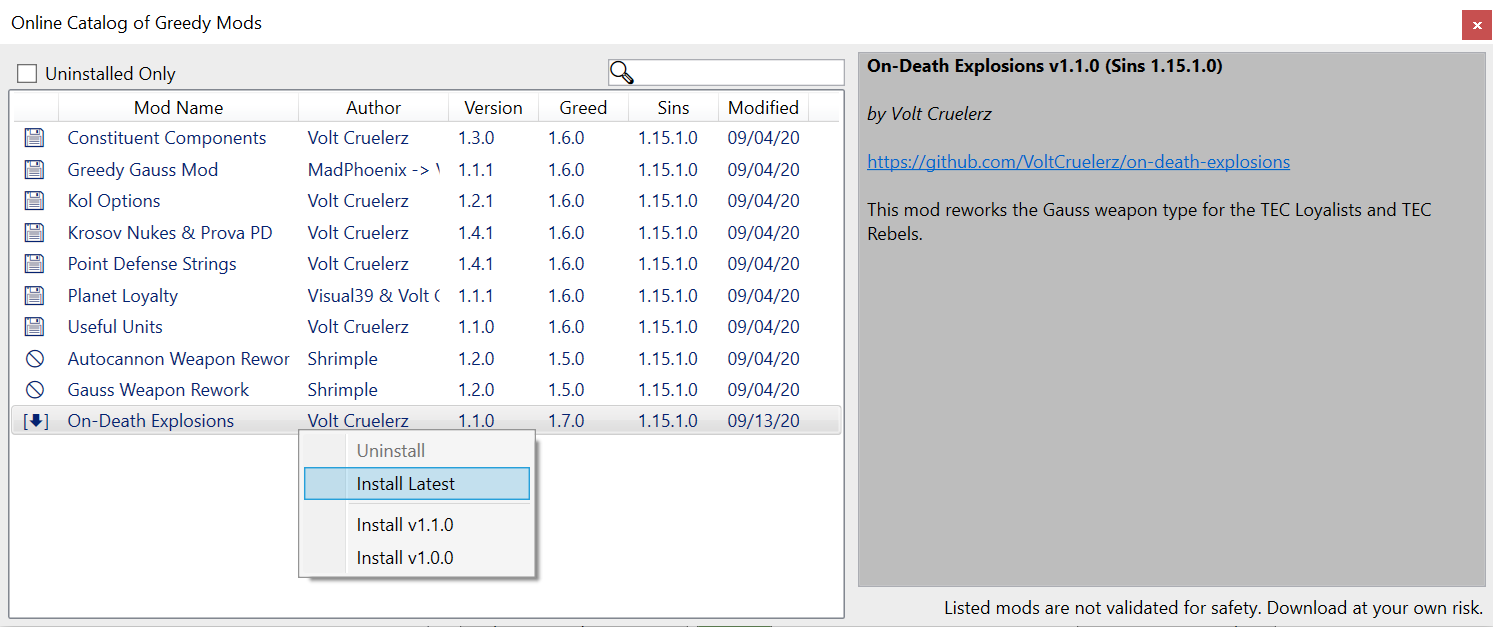 Online Catalog of Greedy Mods
Uninstalled Only
Mod Name Author Version Greed Sins Modified
Constituent Components Volt Cruelerz 1.3.0 1.6.0 1.15.1.0 09/04/20
Greedy Gauss Mod MadPhoenix -> 1.1.1 1.6.0 1.15.1.0 09/04/20
Kol Options Volt Cruelerz 1.2.1 1.6.0 1.15.1.0 09/04/20
Krosov Nukes & Prova PD Volt Cruelerz 1.4.1 1.6.0 1.15.1.0 09/04/20
Point Defense Strings Volt Cruelerz 1.4.1 1.6.0 1.15.1.0 09/04/20
Planet Loyalty Visual39 & Volt 1.1.1 1.6.0 1.15.1.0 09/04/20
Useful Units Volt Cruelerz 1.1.0 1.6.0 1.15.1.0 09/04/20
Autocannon Weapon Rewor Shrimple 1.2.0 1.5.0 1.15.1.0 09/04/20
Gauss Weapon Rework Shrimple 1.2.0 1.5.0 1.15.1.0 09/04/20
On-Death Explosions Volt Cruelerz 1.1.0 1.7.0 1.15.1.0 09/13/20
Uninstall
Install Latest
Install v1.1.0
Install v1.0.0
On-Death Explosions v1.1.0 (Sins 1.15.1.0)
by Volt Cruelerz
https://github.com/VoltCruelerz/on-death-explosions
This mod reworks the Gauss weapon type for the TEC Loyalists and TEC
Rebels.
Listed mods are not validated for safety. Download at your own risk.